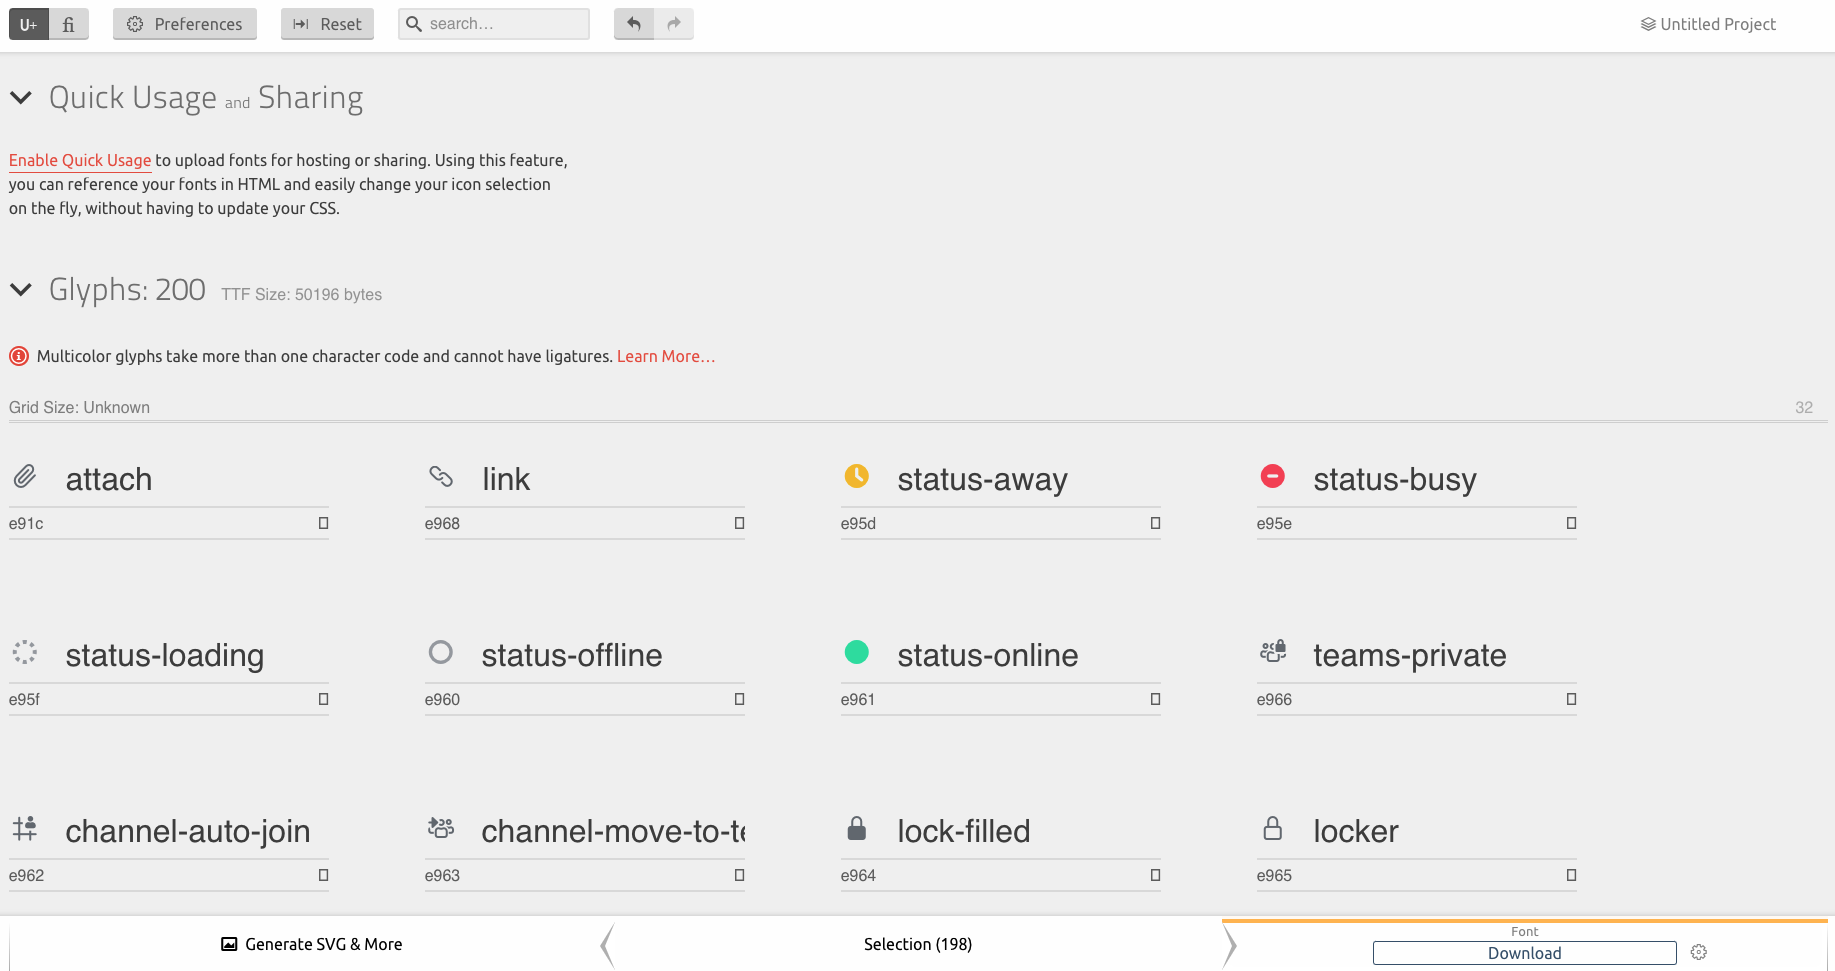 U+ fi Preferences Reset search... Untitled Project
Quick Usage and Sharing
Enable Quick Usage to upload fonts for hosting or sharing. Using this feature,
you can reference your fonts in HTML and easily change your icon selection
on the fly, without having to update your CSS.
Glyphs: 200 TTF Size: 50196 bytes
Multicolor glyphs take more than one character code and cannot have ligatures. Learn More...
Grid Size: Unknown 32
attach link status-away status-busy
e91c e968 e95d e95e
status-loading status-offline status-online teams-private
e95f e960 e961 e966
channel-auto-join channel-move-to-te lock-filled locker
e962 e963 e964 e965
Generate SVG & More Selection (198) Font
Download